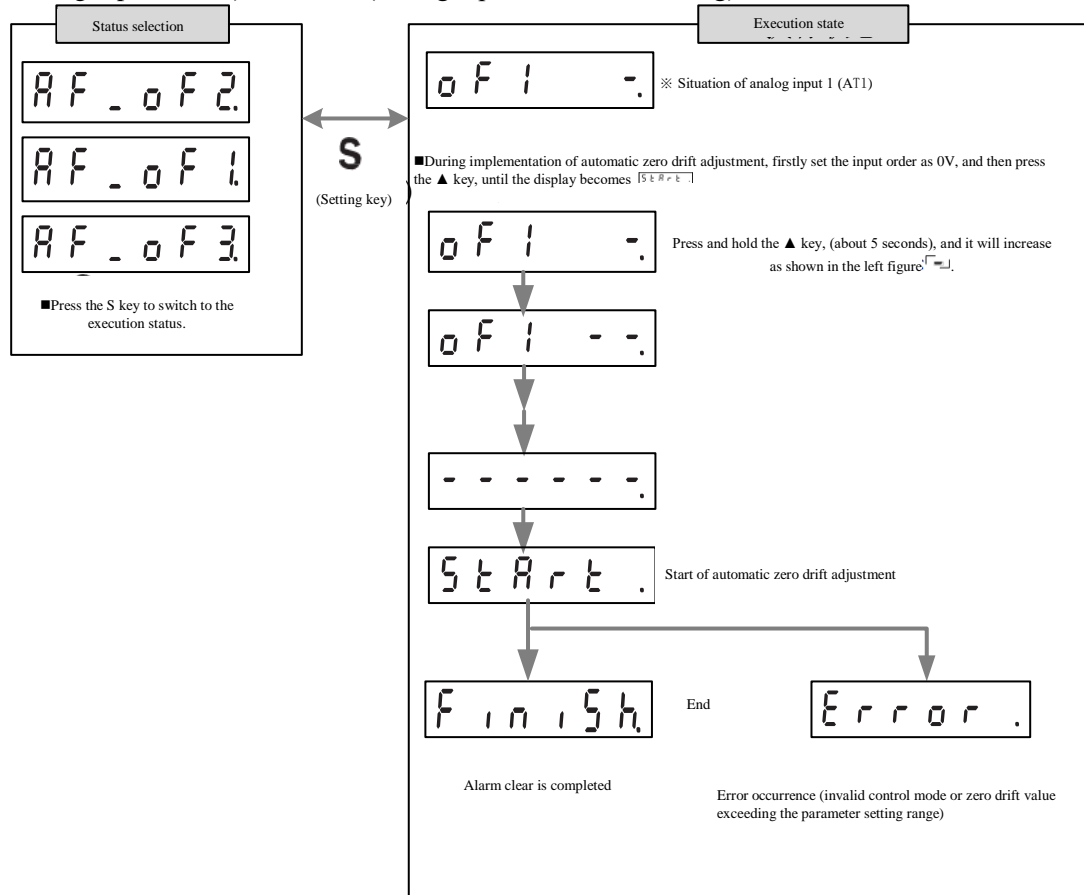 Status selection
AF_oF2.
AF_oF1.
AF_oF3.
■Press the S key to switch to the
execution status.
S
(Setting key)
)
Execution state
oF1 -.
※ Situation of analog input 1 (AT1)
■During implementation of automatic zero drift adjustment, firstly set the input order as 0V, and then press
the ▲ key, until the display becomes StArt .
oF1 -.
Press and hold the ▲ key, (about 5 seconds), and it will increase
as shown in the left figure「-」.
oF1 --.
------.
StArt .
Start of automatic zero drift adjustment
FiniSh.
End
Error .
Alarm clear is completed
Error occurrence (invalid control mode or zero drift value
exceeding the parameter setting range)